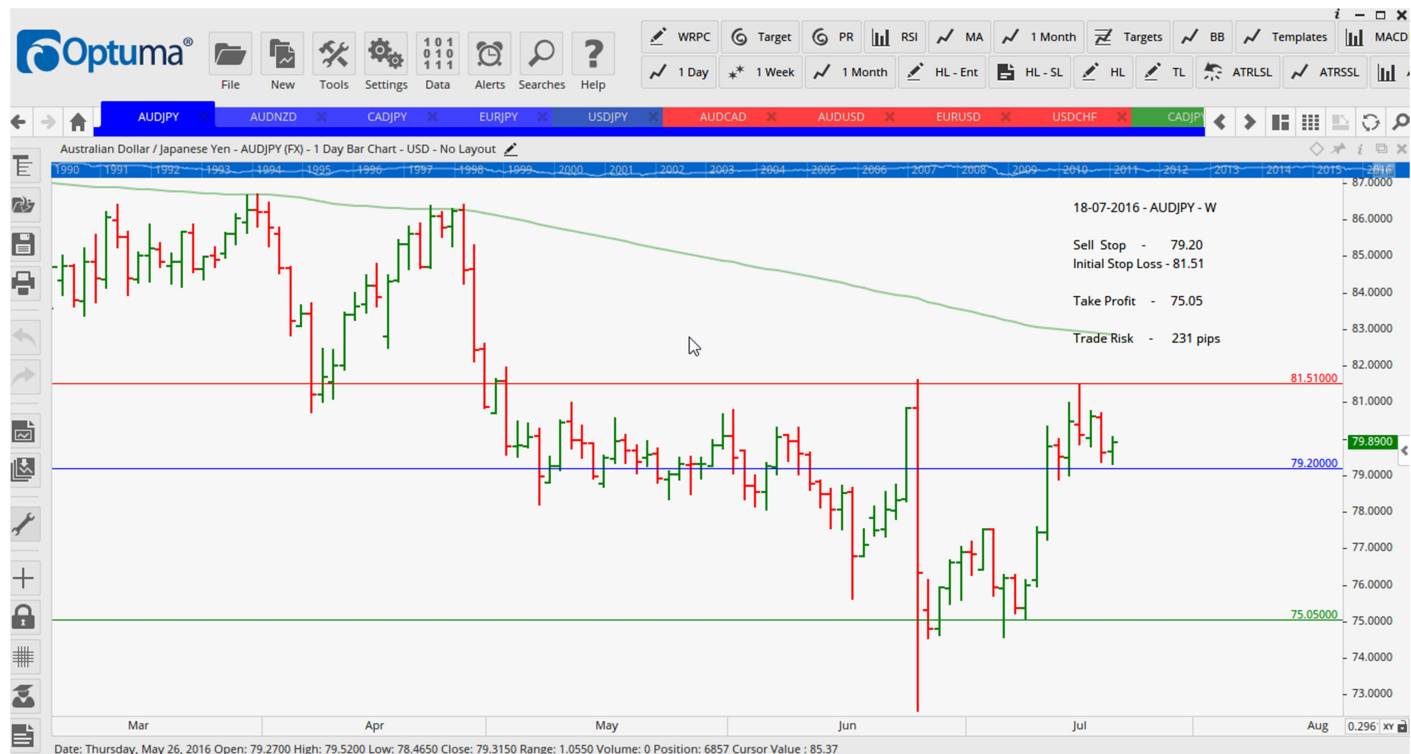 i
Optuma®
File
New
Tools
Settings
101
010
111
Data
Alerts
Searches
?
Help
WRPC
Target
PR
RSI
MA
1 Month
Targets
BB
Templates
MACD
1 Day
1 Week
1 Month
HL - Ent
HL - SL
HL
TL
ATRLSL
ATRSSL
AUDJPY
AUDNZD
CADJPY
EURJPY
USDJPY
AUDCAD
AUDUSD
EURUSD
USDCHF
CADJPY
Australian Dollar / Japanese Yen - AUDJPY (FX) - 1 Day Bar Chart - USD - No Layout
i
1990 1991 1992 1993 1994 1995 1996 1997 1998 1999 2000 2001 2002 2003 2004 2005 2006 2007 2008 2009 2010 2011 2012 2013 2014 2015 2016
87.0000
18-07-2016 - AUDJPY - W
86.0000
Sell Stop - 79.20
85.0000
Initial Stop Loss - 81.51
84.0000
Take Profit - 75.05
83.0000
Trade Risk - 231 pips
82.0000
81.51000
81.0000
79.8900
79.20000
79.0000
78.0000
77.0000
76.0000
75.05000
75.0000
74.0000
73.0000
Mar Apr May Jun Jul Aug
0.296 XY
Date: Thursday, May 26, 2016 Open: 79.2700 High: 79.5200 Low: 78.4650 Close: 79.3150 Range: 1.0550 Volume: 0 Position: 6857 Cursor Value : 85.37